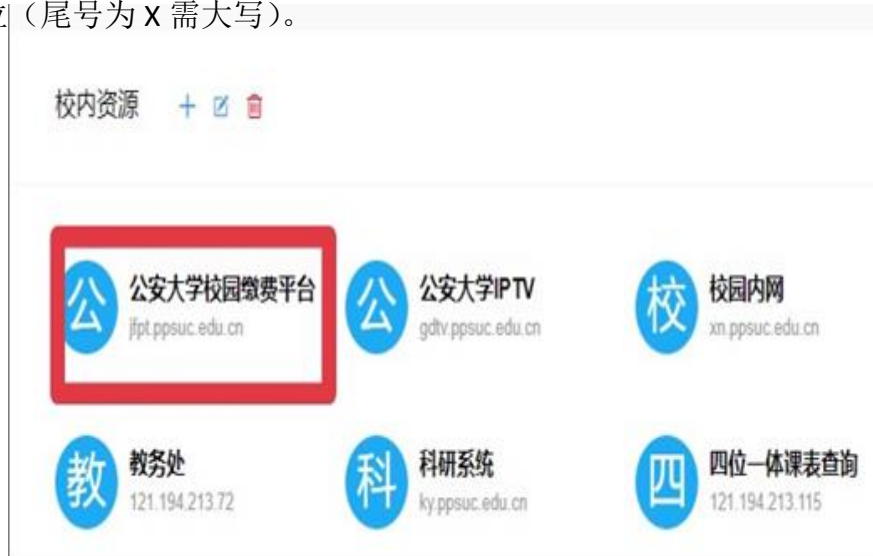 （尾号为 X 需大写）。
校内资源
公 公安大学校园缴费平台
jfpt.ppsuc.edu.cn
公 公安大学IPTV
gdtv.ppsuc.edu.cn
校 校园内网
xn.ppsuc.edu.cn
教 教务处
121.194.213.72
科 科研系统
ky.ppsuc.edu.cn
四 四位一体课表查询
121.194.213.115